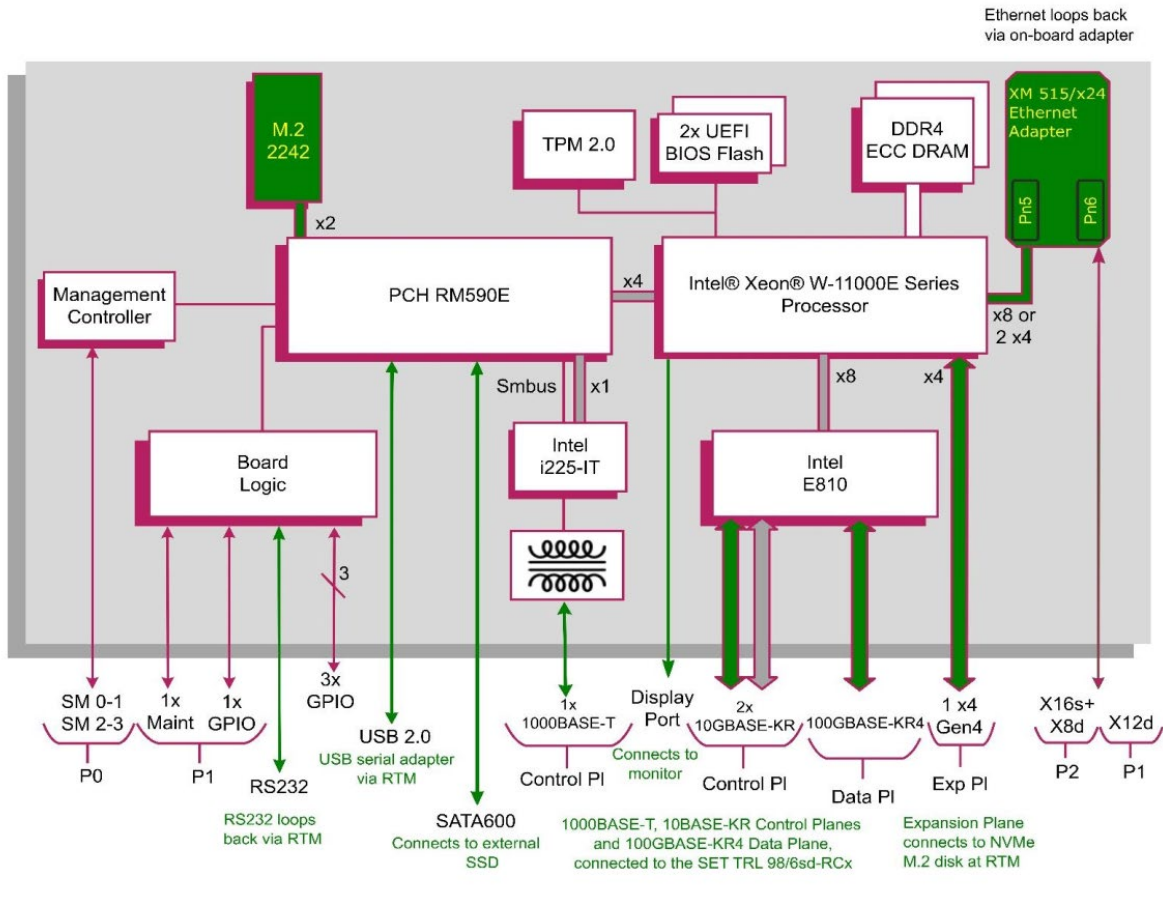 Ethernet loops back
via on-board adapter
M.2
2242
TPM 2.0
2x UEFI
BIOS Flash
DDR4
ECC DRAM
XM 515/x24
Ethernet
Adapter
Pn5
Pn6
x2
Management
Controller
PCH RM590E
x4
Intel® Xeon® W-11000E Series
Processor
x8 or
2 x4
Smbus
x1
x8
x4
Board
Logic
Intel
i225-IT
Intel
E810
3
SM 0-1
SM 2-3
P0
1x
Maint
1x
GPIO
P1
3x
GPIO
RS232
RS232 loops
back via RTM
USB 2.0
USB serial adapter
via RTM
SATA600
Connects to external
SSD
1x
1000BASE-T
Control Pl
Display
Port
Connects to
monitor
2x
10GBASE-KR
Control Pl
100GBASE-KR4
Data Pl
1 x4
Gen4
Exp Pl
X16s+
X8d
P2
X12d
P1
1000BASE-T, 10BASE-KR Control Planes
and 100GBASE-KR4 Data Plane,
connected to the SET TRL 98/6sd-RCx
Expansion Plane
connects to NVMe
M.2 disk at RTM